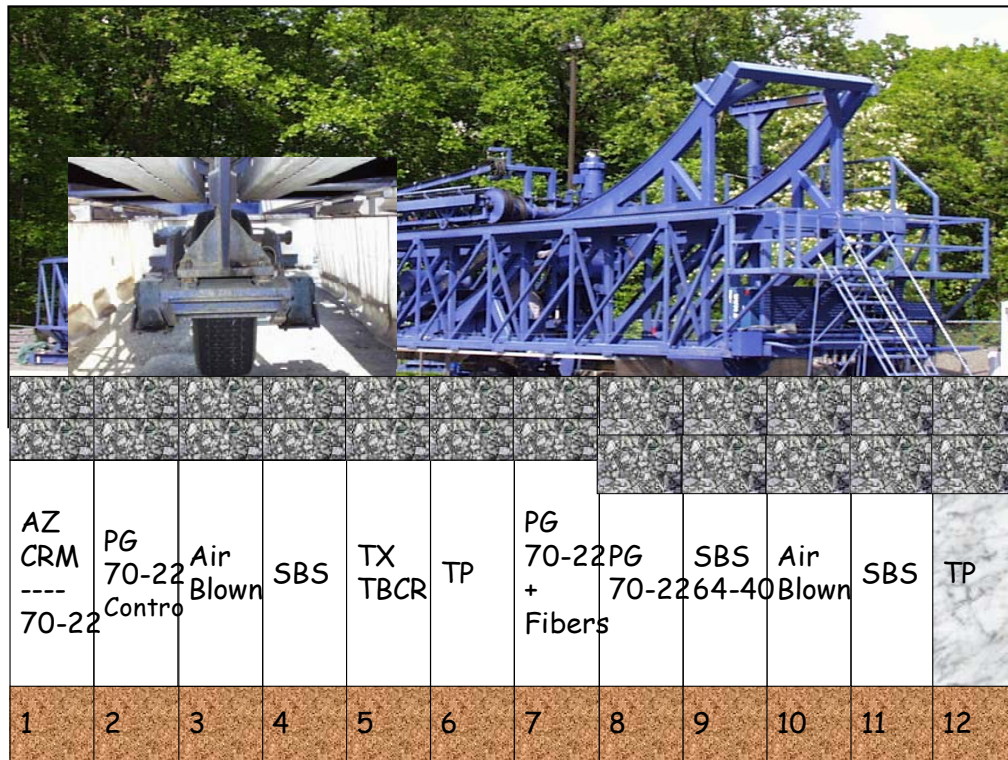 AZ
CRM
----
70-22
PG
70-22
Contro
Air
Blown
SBS
TX
TBCR
TP
PG
70-22
+
Fibers
PG
70-22
SBS
64-40
Air
Blown
SBS
TP
1
2
3
4
5
6
7
8
9
10
11
12